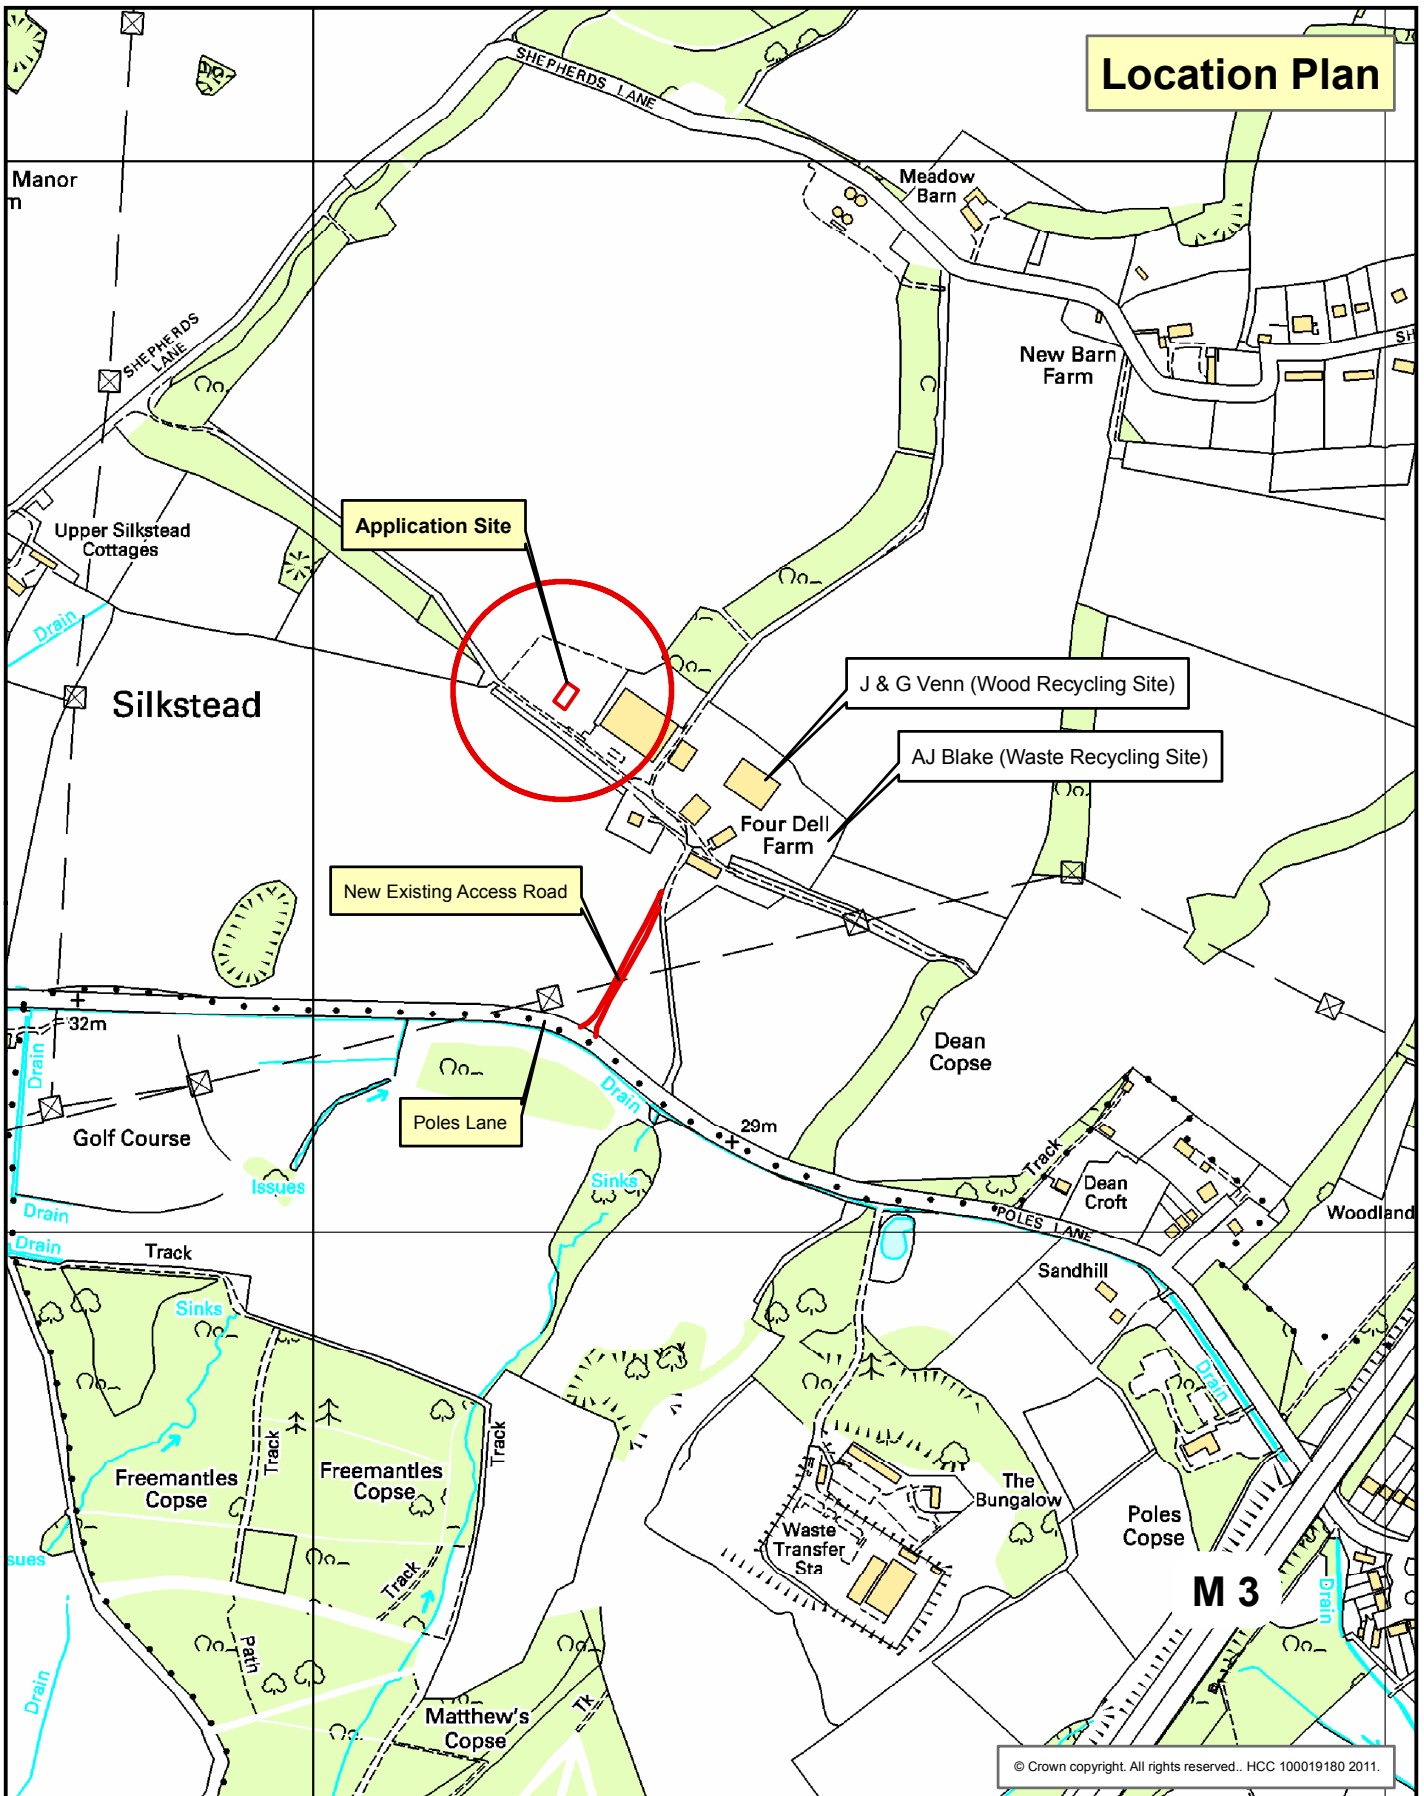 Location Plan
SHEPHERDS LANE
Manor
m
Meadow
Barn
SHEPHERDS
LANE
New Barn
Farm
SH
Application Site
Upper Silkstead
Cottages
Drain
Silkstead
J & G Venn (Wood Recycling Site)
AJ Blake (Waste Recycling Site)
Four Dell
Farm
New Existing Access Road
32m
Drain
Dean
Copse
Drain
Poles Lane
Golf Course
29m
Track
Issues
Sinks
Dean
Croft
Drain
POLES LANE
Woodland
Drain
Track
Sandhill
Sinks
Drain
Track
Track
Freemantles
Copse
Freemantles
Copse
The
Bungalow
Poles
Copse
Waste
Transfer
Sta
sues
Track
M 3
Drain
Path
Drain
Tk
Matthew's
Copse
© Crown copyright. All rights reserved.. HCC 100019180 2011.